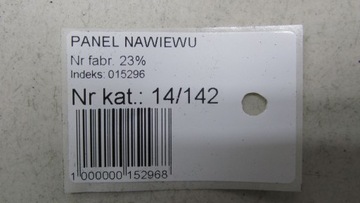 PANEL NAWIEWU
Nr fabr. 23%
Indeks: 015296
Nr kat.: 14/142
1 000000 152968